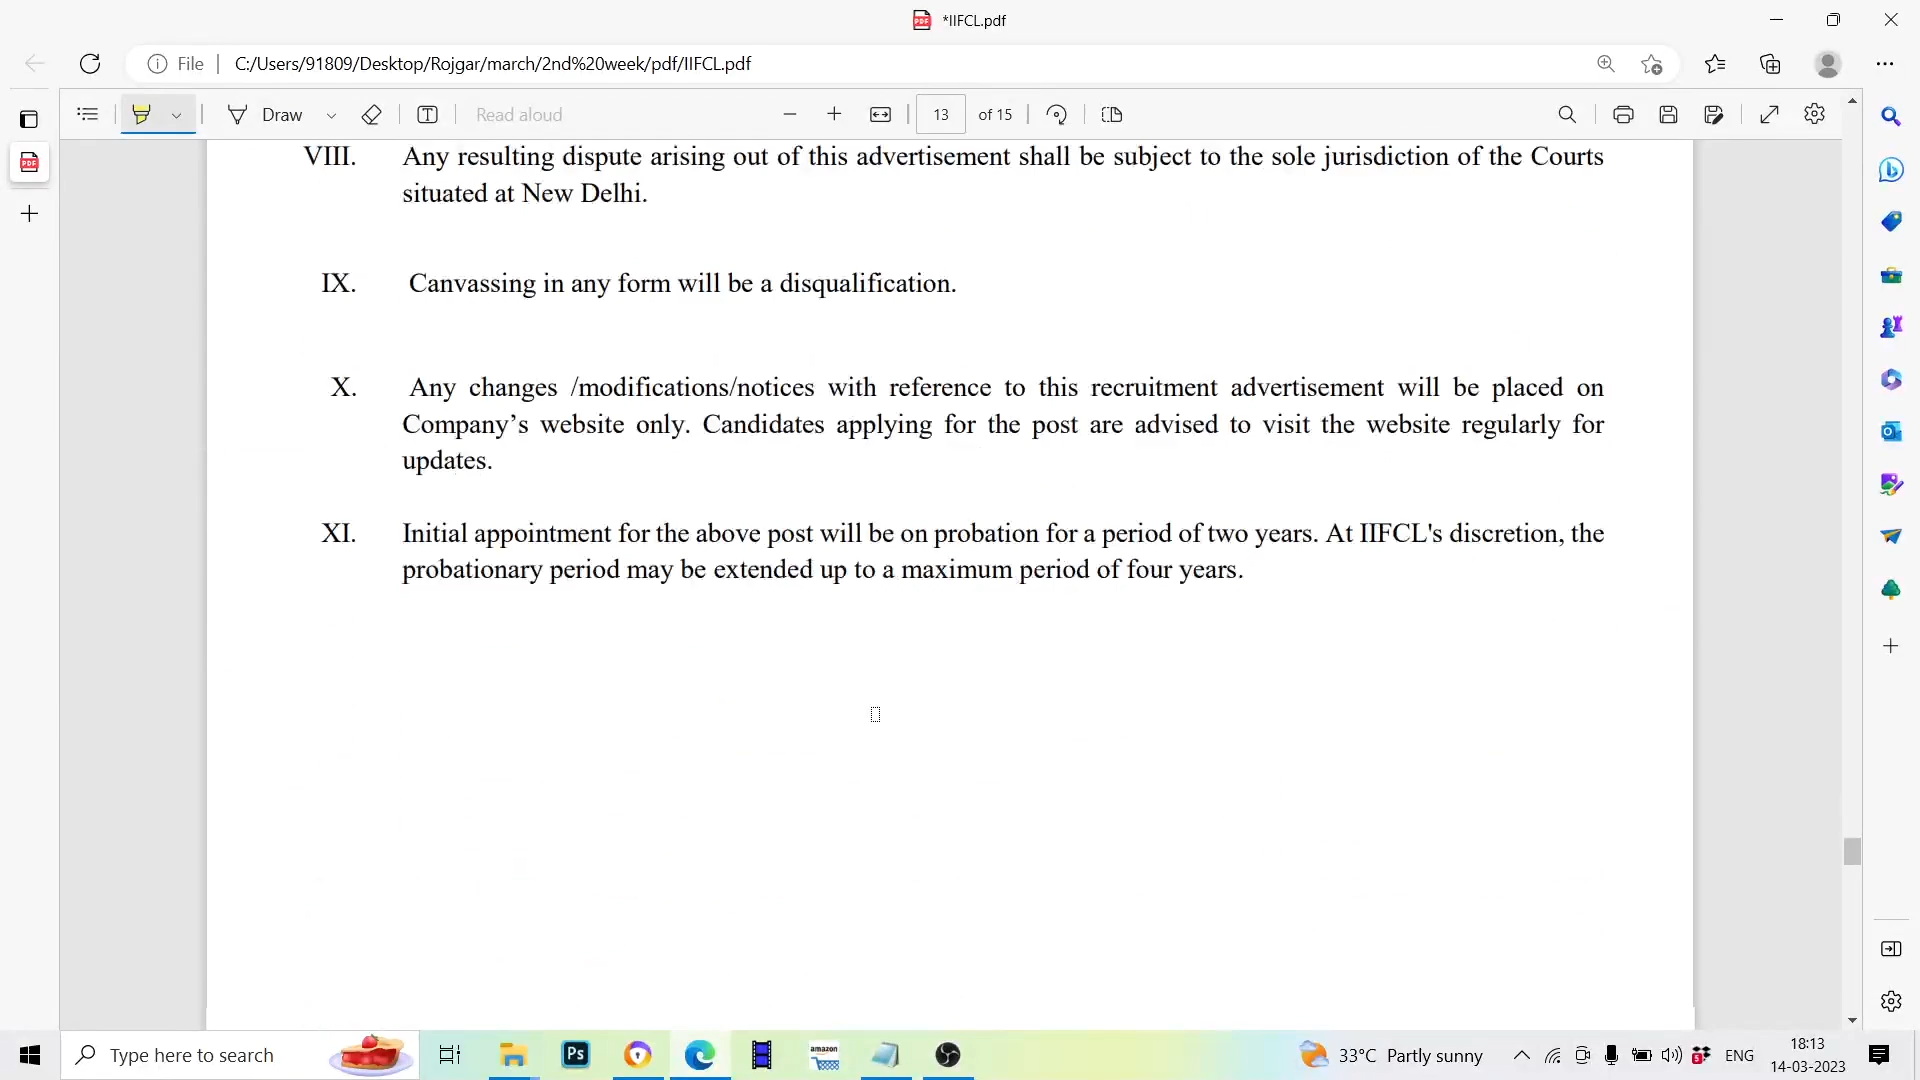 *IIFCL.pdf
File
C:/Users/91809/Desktop/Rojgar/march/2nd%20week/pdf/IIFCL.pdf
Draw
Read aloud
13 of 15
VIII. Any resulting dispute arising out of this advertisement shall be subject to the sole jurisdiction of the Courts
situated at New Delhi.
IX. Canvassing in any form will be a disqualification.
X. Any changes /modifications/notices with reference to this recruitment advertisement will be placed on
Company’s website only. Candidates applying for the post are advised to visit the website regularly for
updates.
XI. Initial appointment for the above post will be on probation for a period of two years. At IIFCL's discretion, the
probationary period may be extended up to a maximum period of four years.
Type here to search
Ps
amazon
33°C Partly sunny
ENG
18:13
14-03-2023